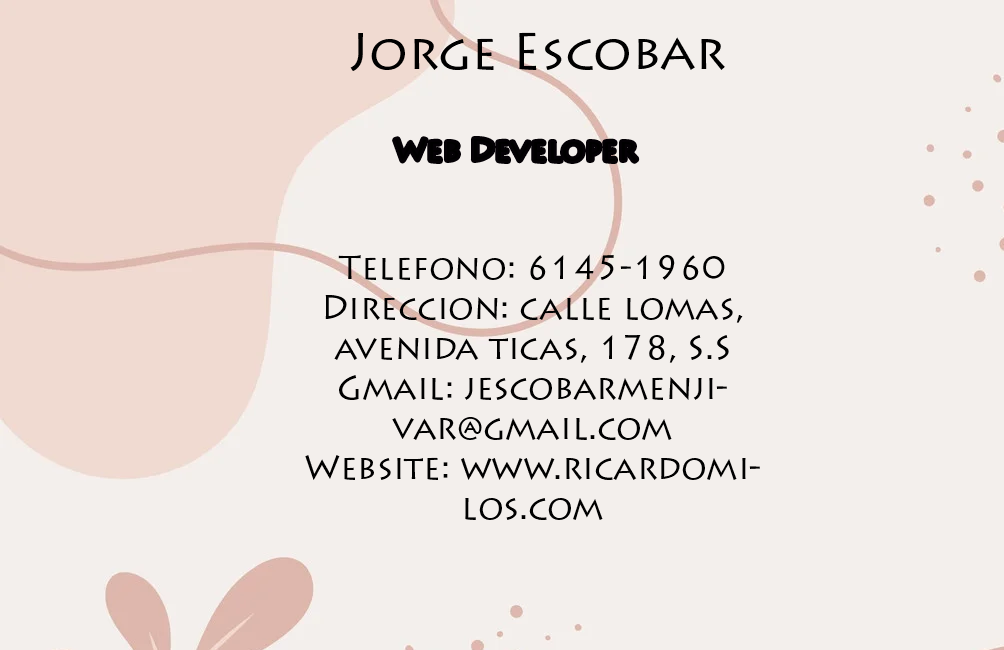 Jorge Escobar
Web Developer
Telefono: 6145-1960
Direccion: calle lomas,
avenida ticas, 178, S.S
Gmail: jescobarmenji-
var@gmail.com
Website: www.ricardomi-
los.com